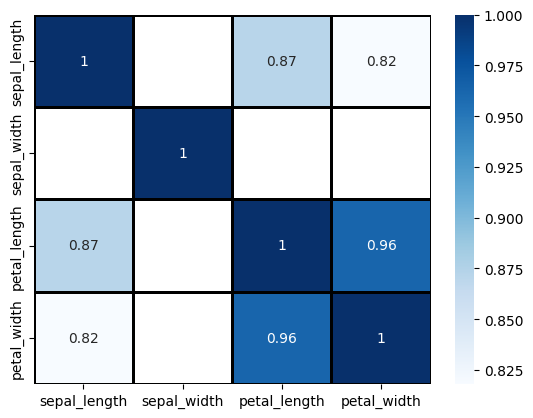 sepal_length 1 0.87 0.82
sepal_width 1
petal_length 0.87 1 0.96
petal_width 0.82 0.96 1
sepal_length sepal_width petal_length petal_width
1.000
0.975
0.950
0.925
0.900
0.875
0.850
0.825